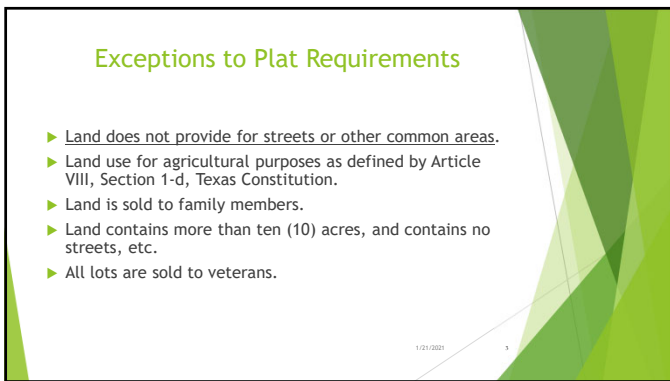 Exceptions to Plat Requirements
Land does not provide for streets or other common areas.
Land use for agricultural purposes as defined by Article
VIII, Section 1-d, Texas Constitution.
Land is sold to family members.
Land contains more than ten (10) acres, and contains no
streets, etc.
All lots are sold to veterans.
1/21/2021